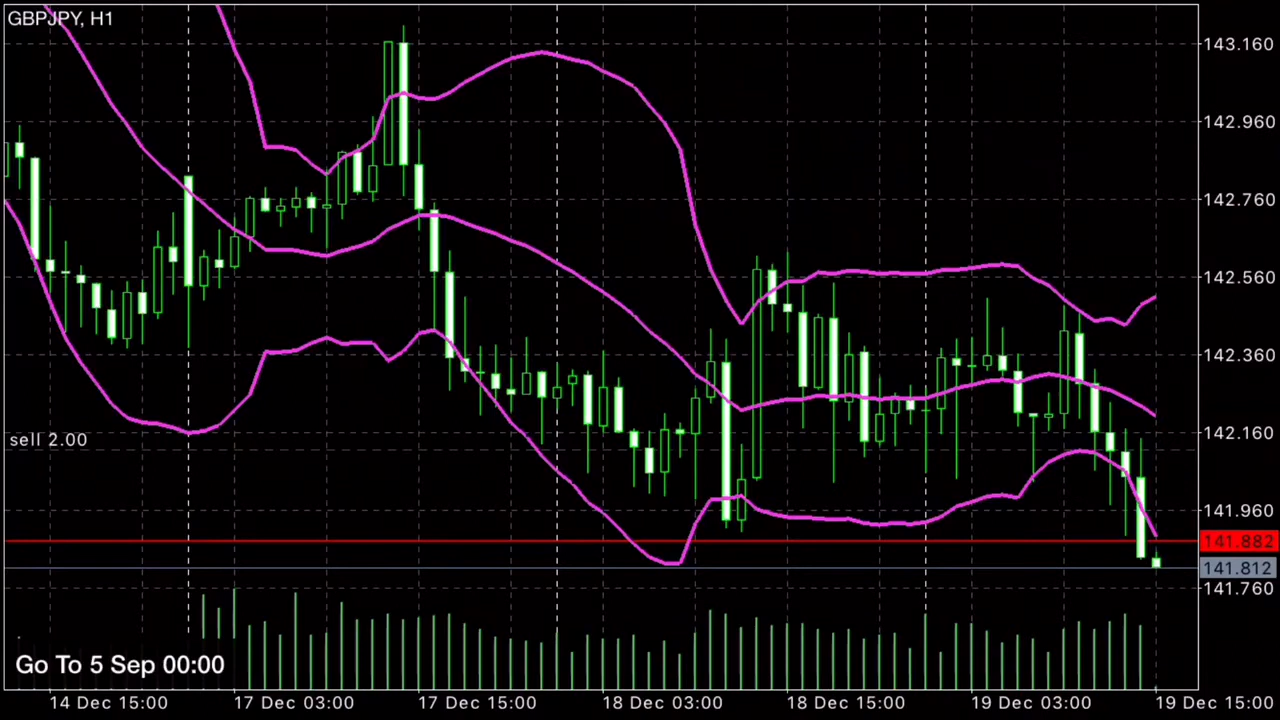 GBPJPY, H1
143.160
142.960
142.760
142.560
142.360
142.160
sell 2.00
141.960
141.882
141.812
141.760
Go To 5 Sep 00:00
14 Dec 15:00 17 Dec 03:00 17 Dec 15:00 18 Dec 03:00 18 Dec 15:00 19 Dec 03:00 19 Dec 15:00